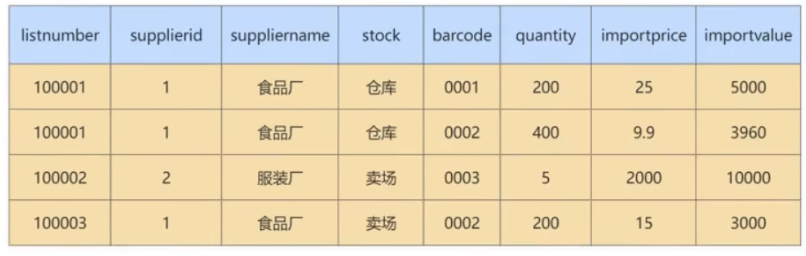 listnumber supplierid suppliername stock barcode quantity importprice importvalue
100001 1 食品厂 仓库 0001 200 25 5000
100001 1 食品厂 仓库 0002 400 9.9 3960
100002 2 服装厂 卖场 0003 5 2000 10000
100003 1 食品厂 卖场 0002 200 15 3000